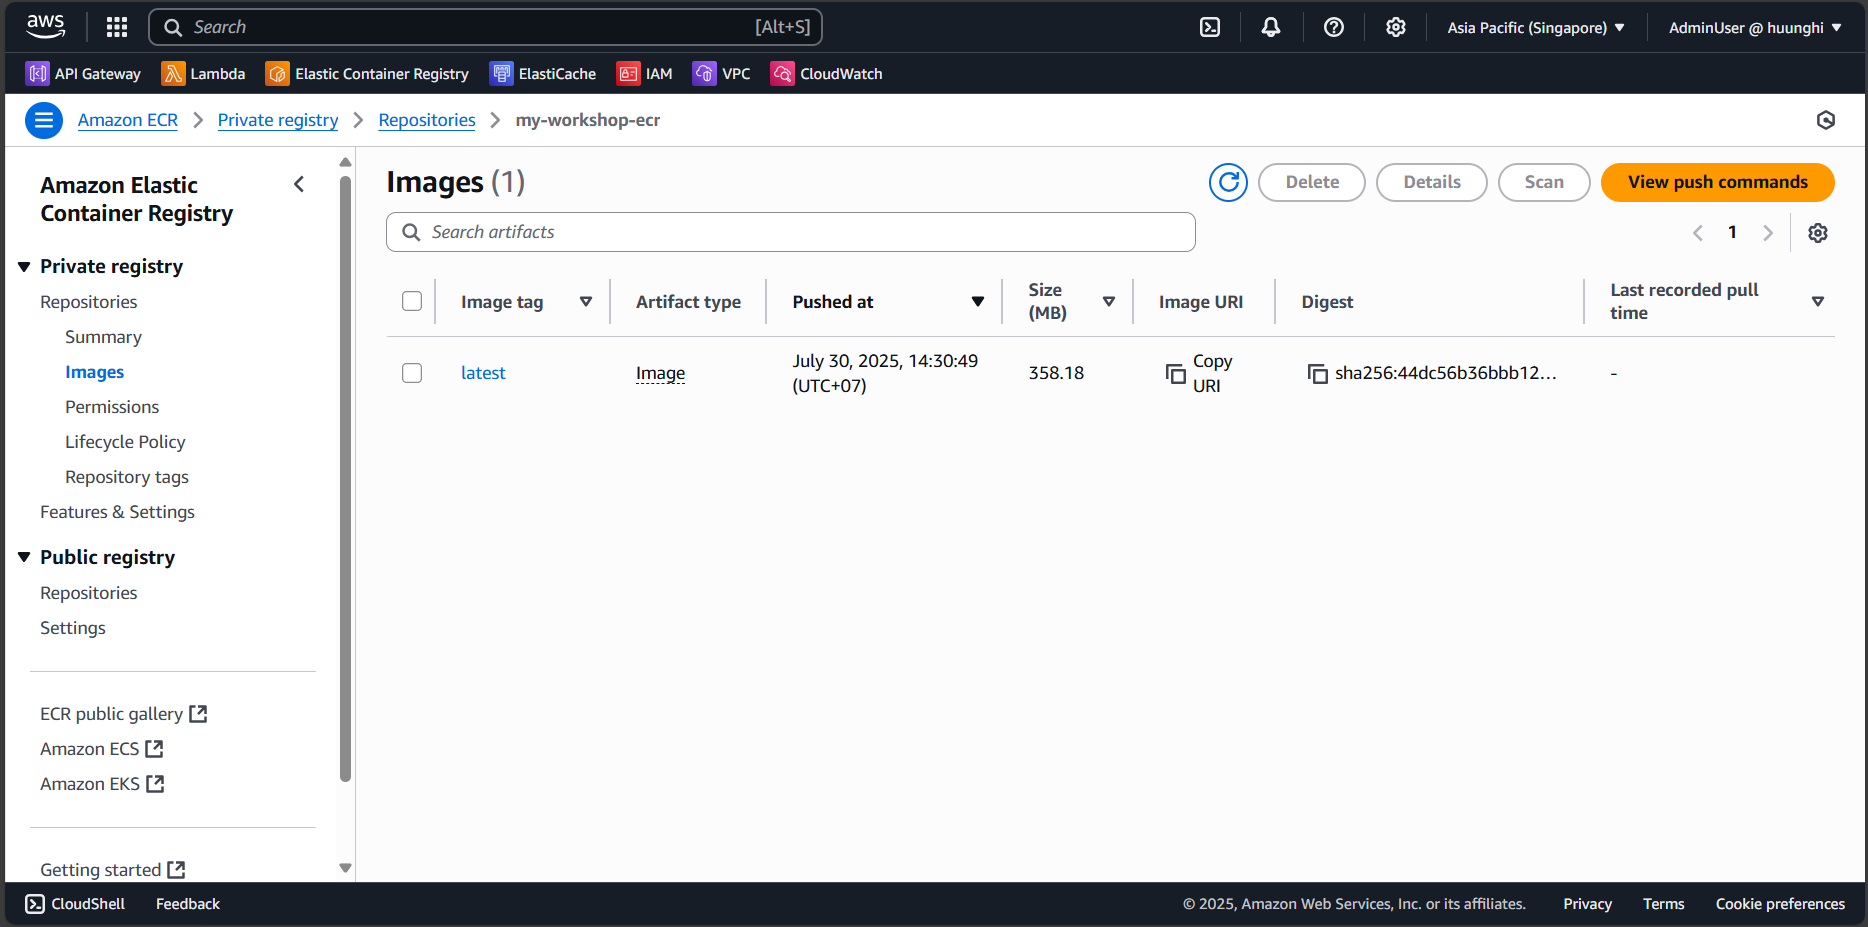 aws
Search
[Alt+S]
Asia Pacific (Singapore)
AdminUser @ huunghi
API Gateway
Lambda
Elastic Container Registry
ElastiCache
IAM
VPC
CloudWatch
Amazon ECR
Private registry
Repositories
my-workshop-ecr
Amazon Elastic
Container Registry
Private registry
Repositories
Summary
Images
Permissions
Lifecycle Policy
Repository tags
Features & Settings
Public registry
Repositories
Settings
ECR public gallery
Amazon ECS
Amazon EKS
Getting started
Images (1)
Delete
Details
Scan
View push commands
Search artifacts
1
Image tag
Artifact type
Pushed at
Size
(MB)
Image URI
Digest
Last recorded pull
time
latest
Image
July 30, 2025, 14:30:49
(UTC+07)
358.18
Copy
URI
sha256:44dc56b36bbb12...
-
CloudShell
Feedback
© 2025, Amazon Web Services, Inc. or its affiliates.
Privacy
Terms
Cookie preferences